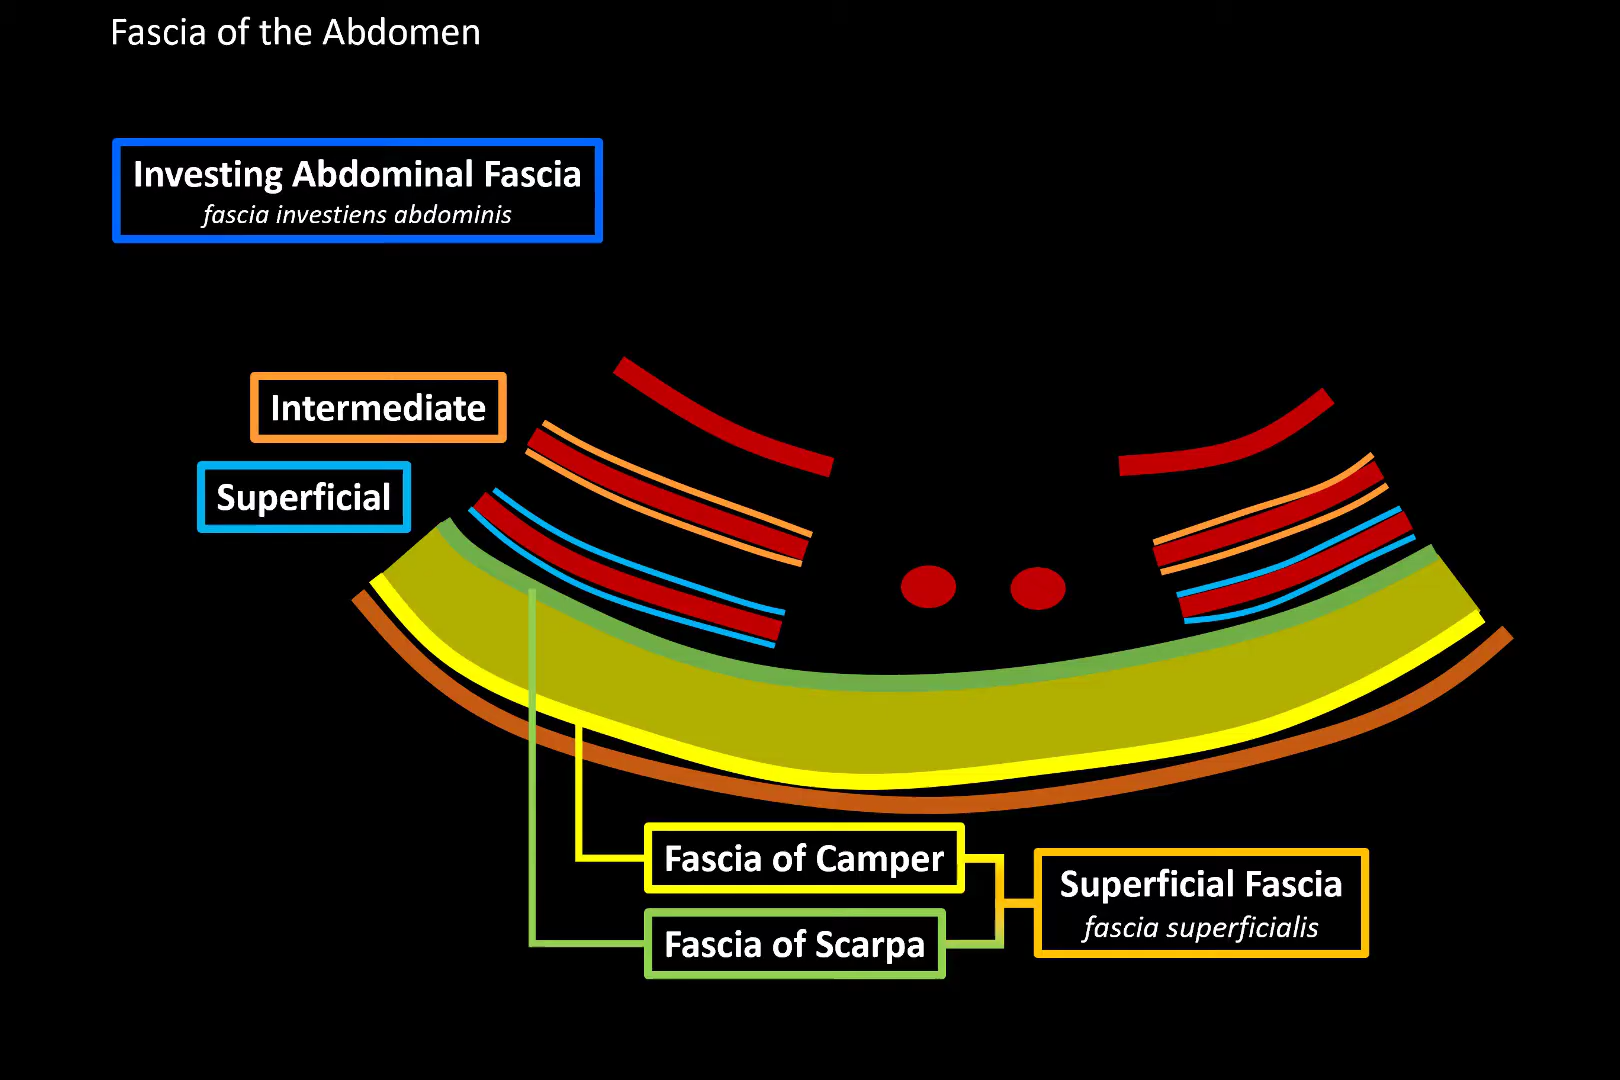 Fascia of the Abdomen
Investing Abdominal Fascia
fascia investiens abdominis
Intermediate
Superficial
Fascia of Camper
Fascia of Scarpa
Superficial Fascia
fascia superficialis